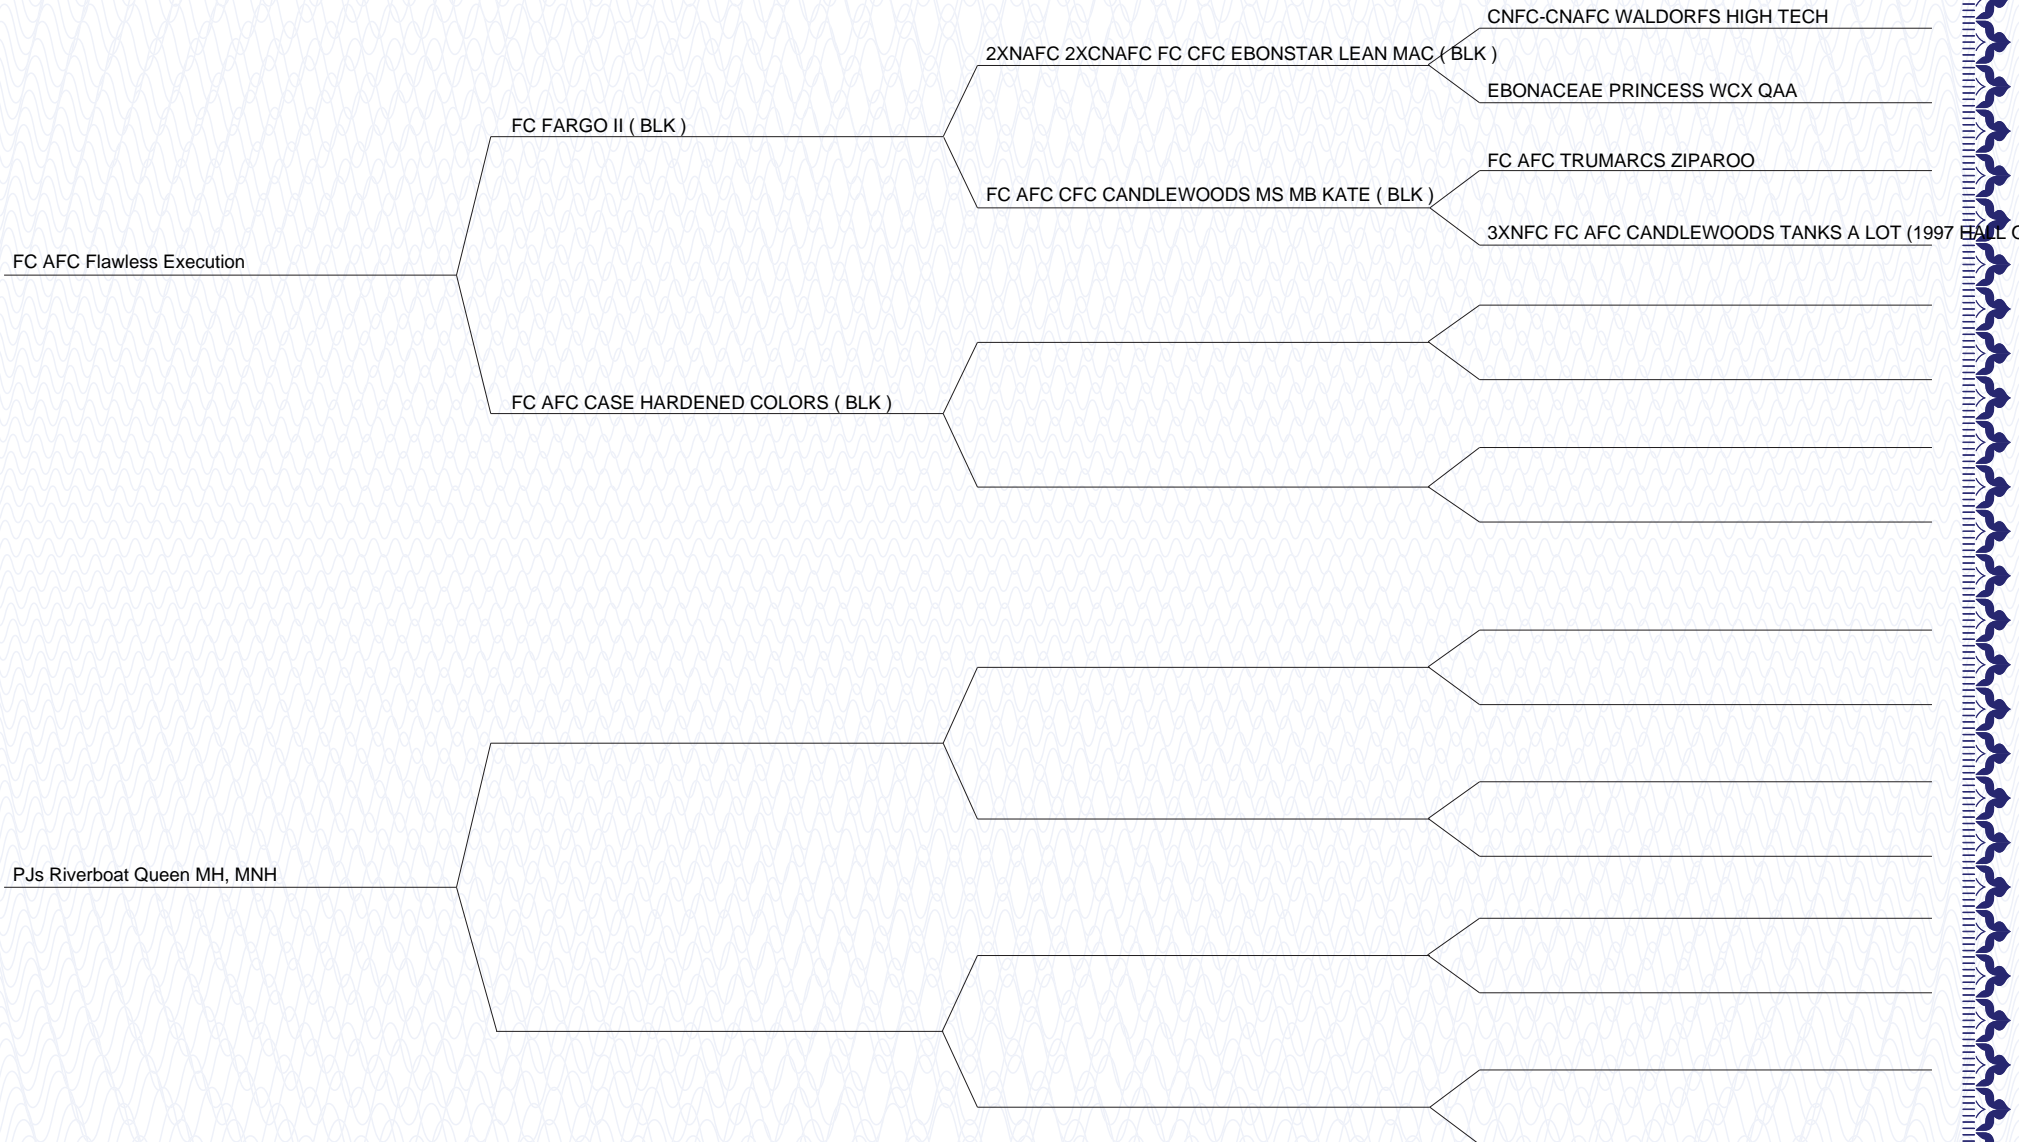 CNFC-CNAFC WALDORFS HIGH TECH
2XNAFC 2XCNAFC FC CFC EBONSTAR LEAN MAC ( BLK )
EBONACEAE PRINCESS WCX QAA
FC FARGO II ( BLK )
FC AFC TRUMARCS ZIPAROO
FC AFC CFC CANDLEWOODS MS MB KATE ( BLK )
3XNFC FC AFC CANDLEWOODS TANKS A LOT (1997 HALL
FC AFC Flawless Execution
FC AFC CASE HARDENED COLORS ( BLK )
PJs Riverboat Queen MH, MNH